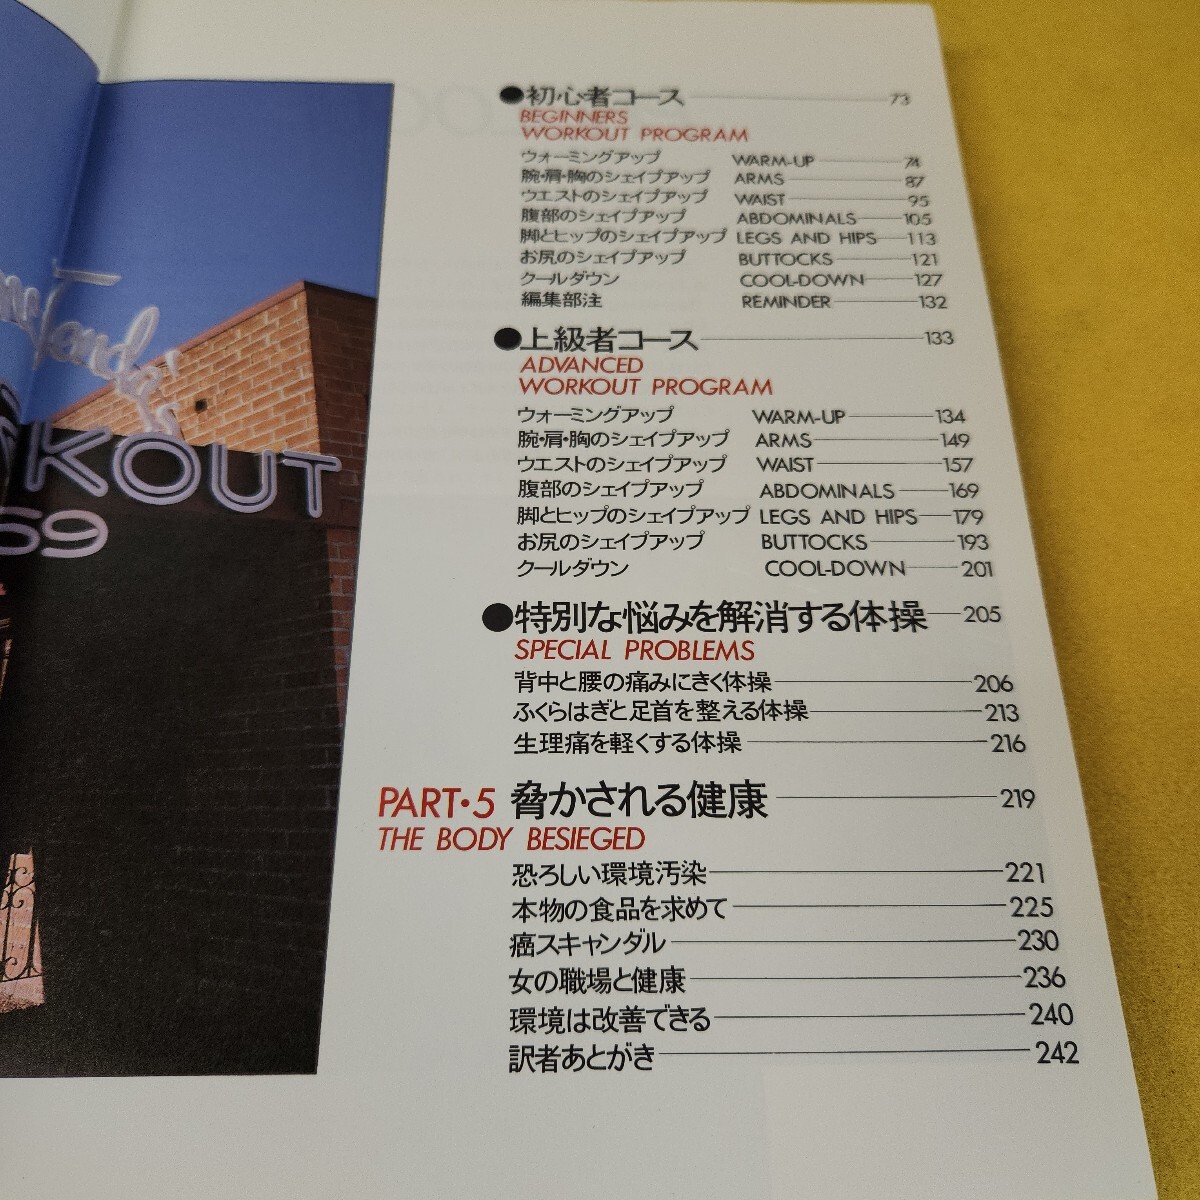 KOUT
69
●初心者コース 73
BEGINNERS
WORKOUT PROGRAM
ウォーミングアップ WARM-UP 74
腕・肩・胸のシェイプアップ ARMS 87
ウエストのシェイプアップ WAIST 95
腹部のシェイプアップ ABDOMINALS 105
脚とヒップのシェイプアップ LEGS AND HIPS 113
お尻のシェイプアップ BUTTOCKS 121
クールダウン COOL-DOWN 127
編集部注 REMINDER 132
●上級者コース 133
ADVANCED
WORKOUT PROGRAM
ウォーミングアップ WARM-UP 134
腕・肩・胸のシェイプアップ ARMS 149
ウエストのシェイプアップ WAIST 157
腹部のシェイプアップ ABDOMINALS 169
脚とヒップのシェイプアップ LEGS AND HIPS 179
お尻のシェイプアップ BUTTOCKS 193
クールダウン COOL-DOWN 201
●特別な悩みを解消する体操 205
SPECIAL PROBLEMS
背中と腰の痛みにきく体操 206
ふくらはぎと足首を整える体操 213
生理痛を軽くする体操 216
PART・5 脅かされる健康 219
THE BODY BESIEGED
恐ろしい環境汚染 221
本物の食品を求めて 225
癌スキャンダル 230
女の職場と健康 236
環境は改善できる 240
訳者あとがき 242